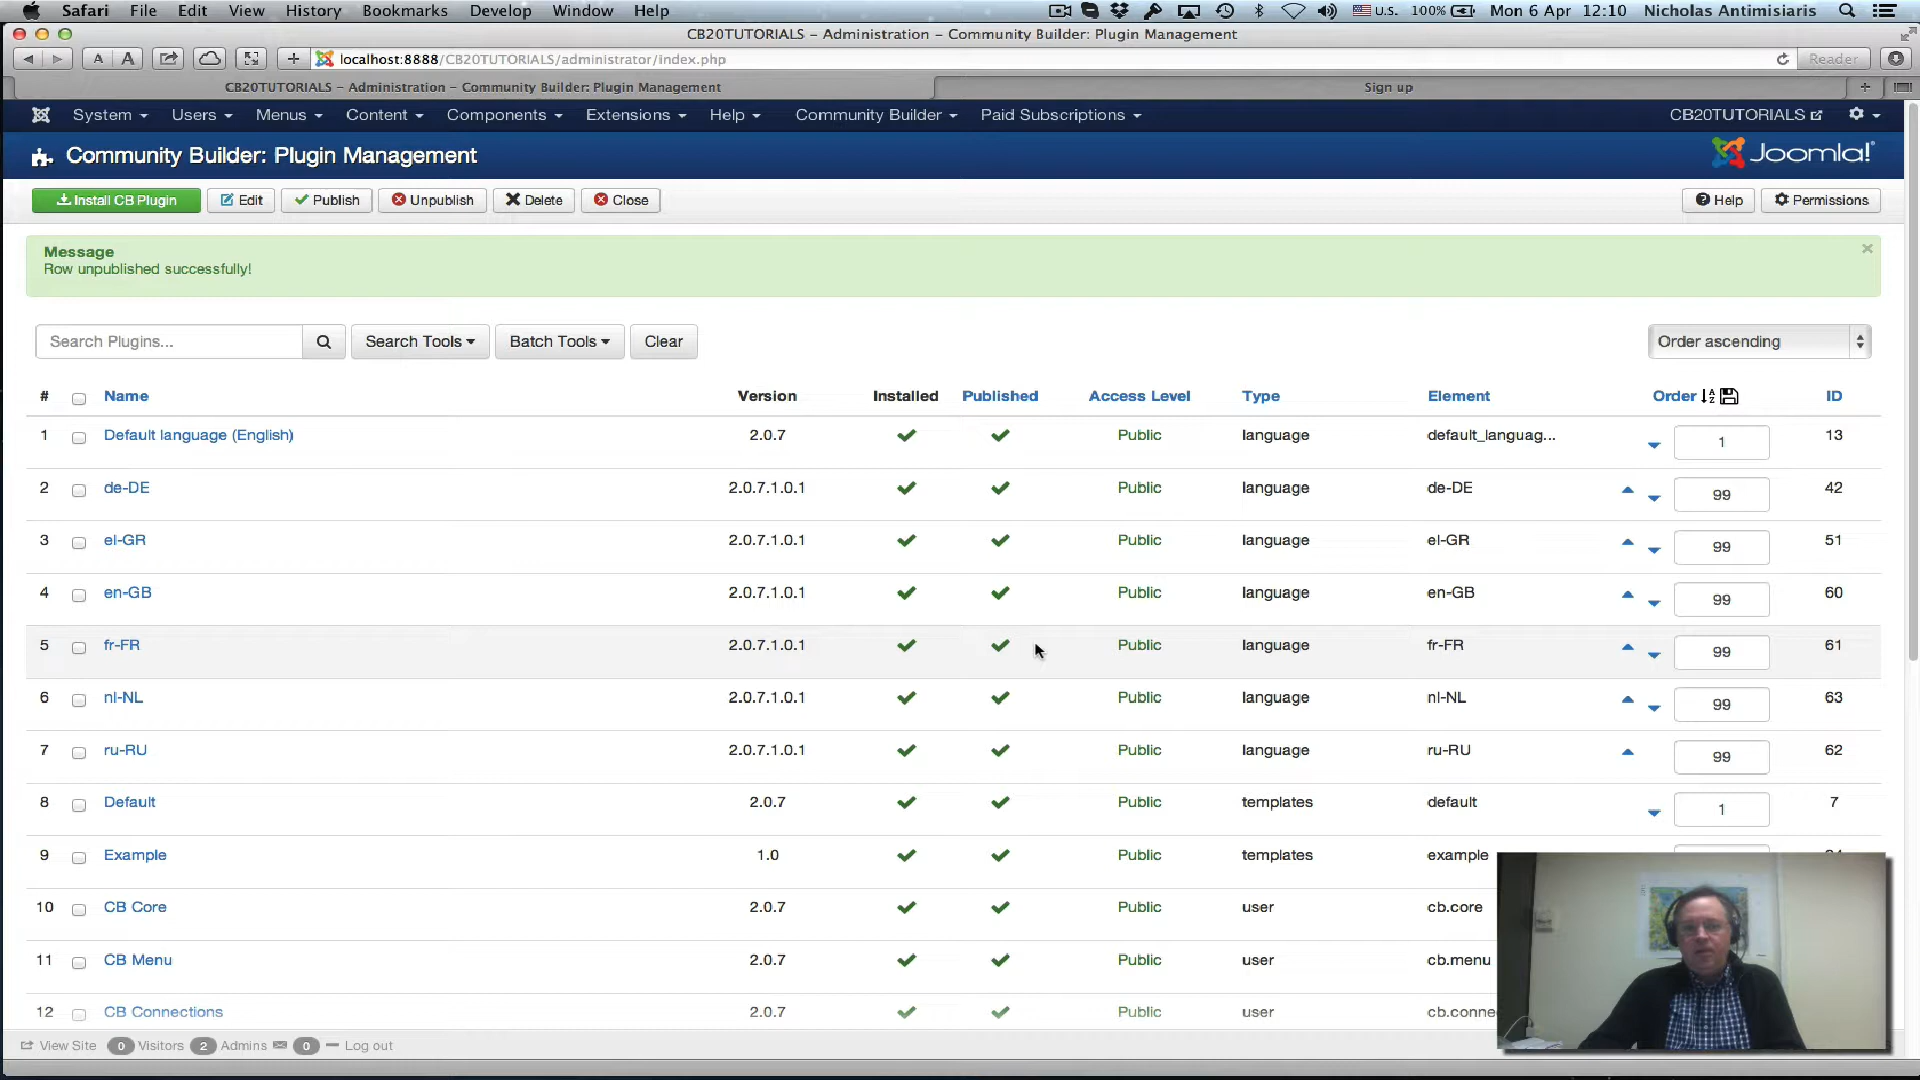 Safari File Edit View History Bookmarks Develop Window Help U.S. 100% Mon 6 Apr 12:10 Nicholas Antimisiaris
CB20TUTORIALS – Administration – Community Builder: Plugin Management
A A localhost:8888/CB20TUTORIALS/administrator/index.php Reader
CB20TUTORIALS – Administration – Community Builder: Plugin Management Sign up
System Users Menus Content Components Extensions Help Community Builder Paid Subscriptions CB20TUTORIALS
Community Builder: Plugin Management Joomla!
Install CB Plugin Edit Publish Unpublish Delete Close Help Permissions
Message
Row unpublished successfully!
Search Plugins... Search Tools Batch Tools Clear Order ascending
# Name Version Installed Published Access Level Type Element Order ID
1 Default language (English) 2.0.7 Public language default_languag... 1 13
2 de-DE 2.0.7.1.0.1 Public language de-DE 99 42
3 el-GR 2.0.7.1.0.1 Public language el-GR 99 51
4 en-GB 2.0.7.1.0.1 Public language en-GB 99 60
5 fr-FR 2.0.7.1.0.1 Public language fr-FR 99 61
6 nl-NL 2.0.7.1.0.1 Public language nl-NL 99 63
7 ru-RU 2.0.7.1.0.1 Public language ru-RU 99 62
8 Default 2.0.7 Public templates default 1 7
9 Example 1.0 Public templates example
10 CB Core 2.0.7 Public user cb.core
11 CB Menu 2.0.7 Public user cb.menu
12 CB Connections 2.0.7 Public user cb.conne
View Site 0 Visitors 2 Admins 0 Log out